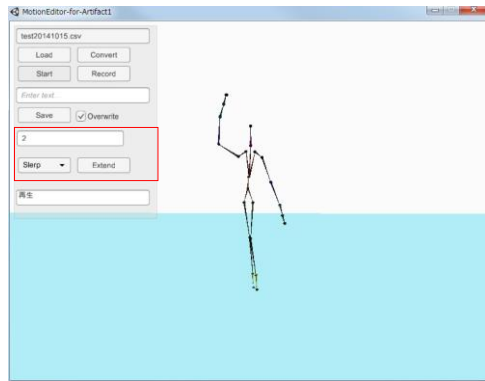 MotionEditor-for-Artifact1
test20141015.csv
Load Convert
Start Record
Enter text...
Save Overwrite
2
Slerp Extend
再生